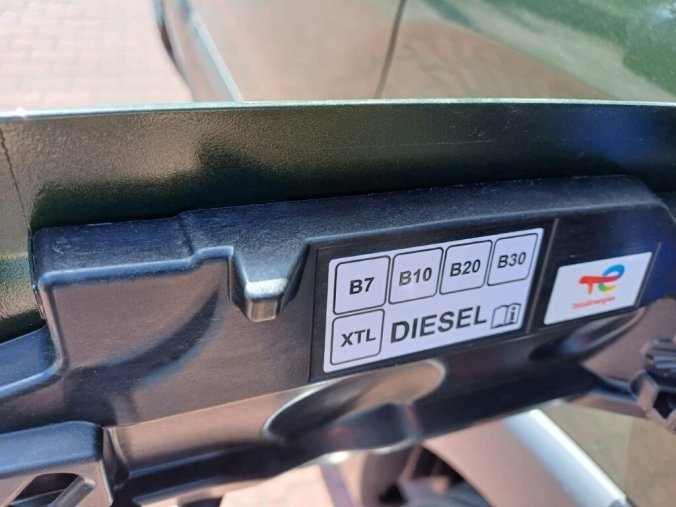 B7 B10 B20 B30
XTL DIESEL
TotalEnergies